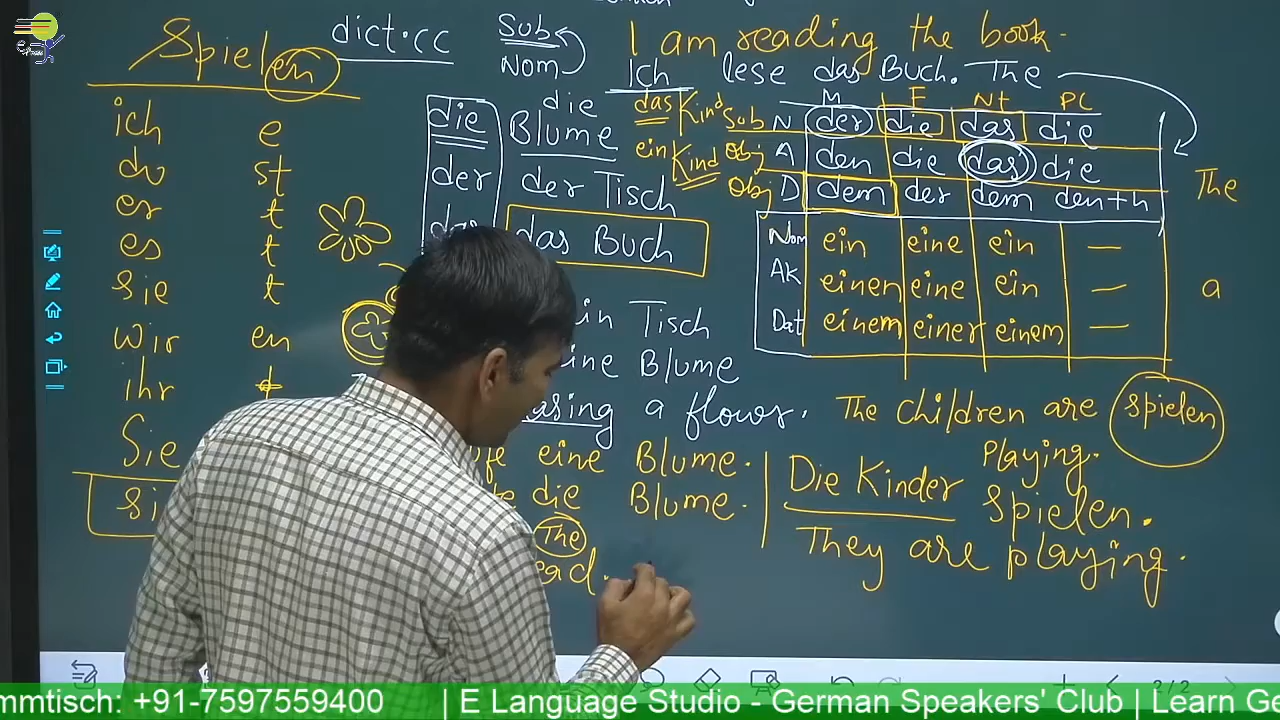 Spielen
dict.cc
Sub
Nom
I am reading the book.
Ich lese das Buch. The
ich e
du st
er t
es t
sie t
wir en
ihr t
Sie
die
der
das
die
Blume
der Tisch
das Buch
das Kind
ein Kind
M F Nt PL
Sub N der die das die
Obj A den die das die
Obj D dem der dem den+n
The
Nom ein eine ein —
Ak einen eine ein —
Dat einem einer einem —
a
Tisch
Blume
a flower.
eine Blume.
die Blume.
The
The children are spielen
Playing.
Die Kinder spielen.
They are playing.
2/2
mmtisch: +91-7597559400 | E Language Studio - German Speakers' Club | Learn Ge